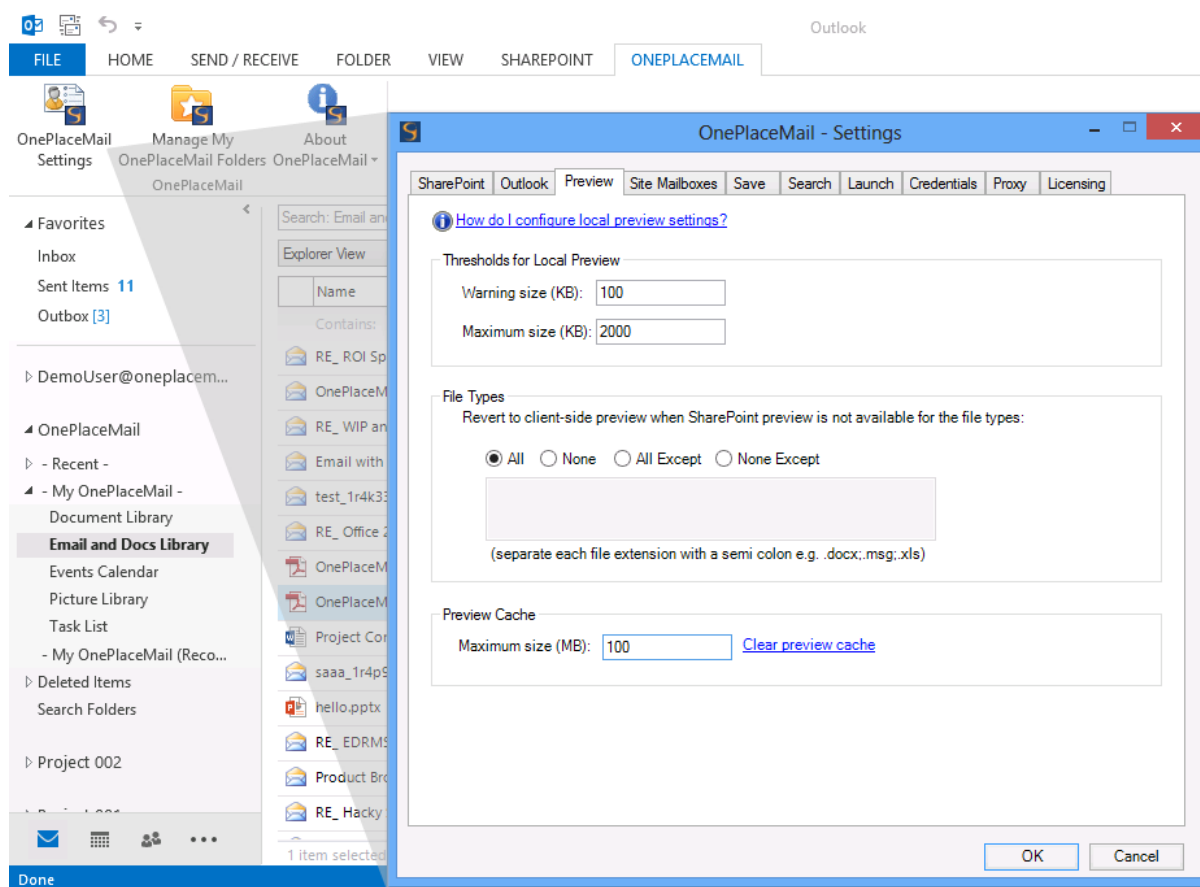 Outlook
FILE HOME SEND / RECEIVE FOLDER VIEW SHAREPOINT ONEPLACEMAIL
OnePlaceMail Settings
Manage My OnePlaceMail Folders
About OnePlaceMail
OnePlaceMail
Favorites
Inbox
Sent Items 11
Outbox [3]
DemoUser@oneplacem...
OnePlaceMail
- Recent -
- My OnePlaceMail -
Document Library
Email and Docs Library
Events Calendar
Picture Library
Task List
- My OnePlaceMail (Reco...
Deleted Items
Search Folders
Project 002
Search: Email and
Explorer View
Name
Contains:
RE_ ROI Sp
OnePlaceM
RE_ WIP an
Email with
test_1r4k33
RE_ Office 2
OnePlaceM
OnePlaceM
Project Cor
saaa_1r4p9
hello.pptx
RE_ EDRMS
Product Bro
RE_ Hacky
1 item selected
Done
OnePlaceMail - Settings
SharePoint Outlook Preview Site Mailboxes Save Search Launch Credentials Proxy Licensing
How do I configure local preview settings?
Thresholds for Local Preview
Warning size (KB): 100
Maximum size (KB): 2000
File Types
Revert to client-side preview when SharePoint preview is not available for the file types:
All None All Except None Except
(separate each file extension with a semi colon e.g. .docx;.msg;.xls)
Preview Cache
Maximum size (MB): 100 Clear preview cache
OK Cancel